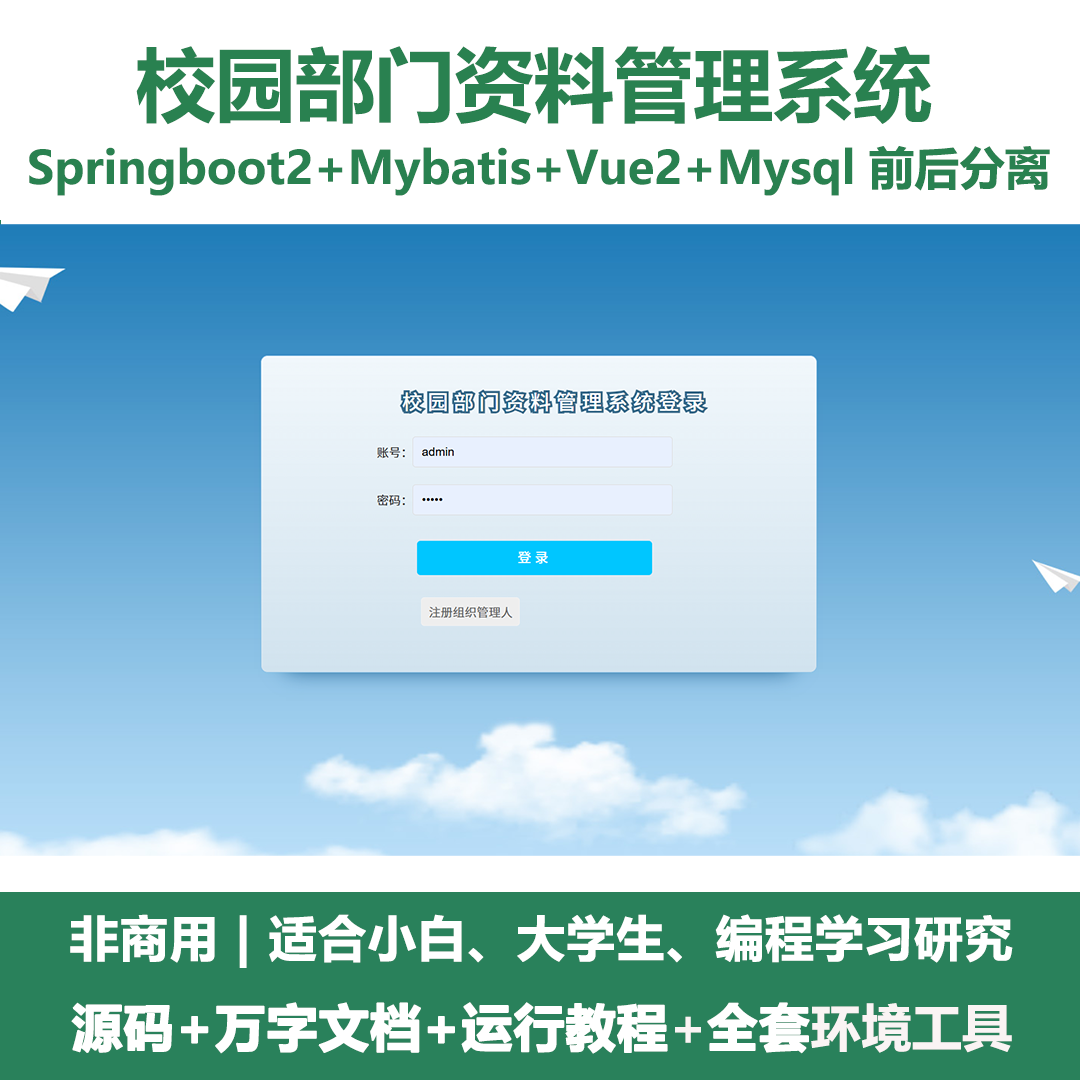 校园部门资料管理系统
Springboot2+Mybatis+Vue2+Mysql 前后分离
校园部门资料管理系统登录
账号： admin
密码： •••••
登 录
注册组织管理人
非商用｜适合小白、大学生、编程学习研究
源码+万字文档+运行教程+全套环境工具